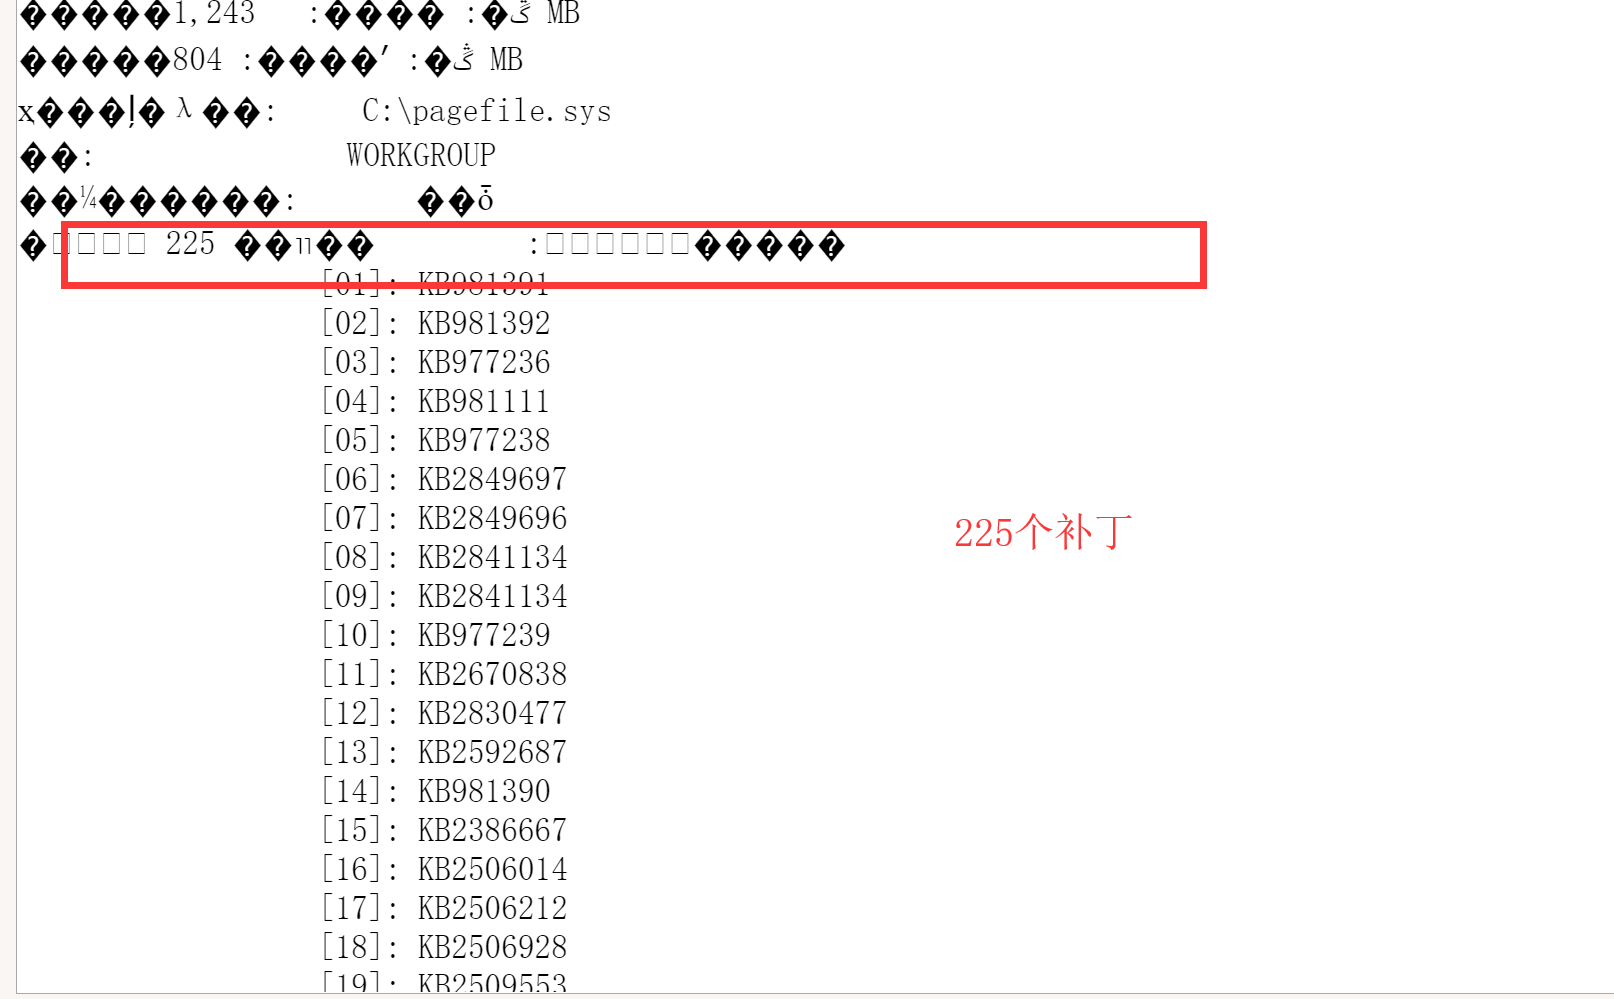 �����1,243 :���� :�ڴ MB
�����804 :����′ :�ڴ MB
ҳ���ļ�λ��: C:\pagefile.sys
��: WORKGROUP
��¼������: ��ȱ
� 225 ��װ�� :�����
[01]: KB981391
[02]: KB981392
[03]: KB977236
[04]: KB981111
[05]: KB977238
[06]: KB2849697
[07]: KB2849696
[08]: KB2841134
[09]: KB2841134
[10]: KB977239
[11]: KB2670838
[12]: KB2830477
[13]: KB2592687
[14]: KB981390
[15]: KB2386667
[16]: KB2506014
[17]: KB2506212
[18]: KB2506928
[19]: KB2509553
225个补丁